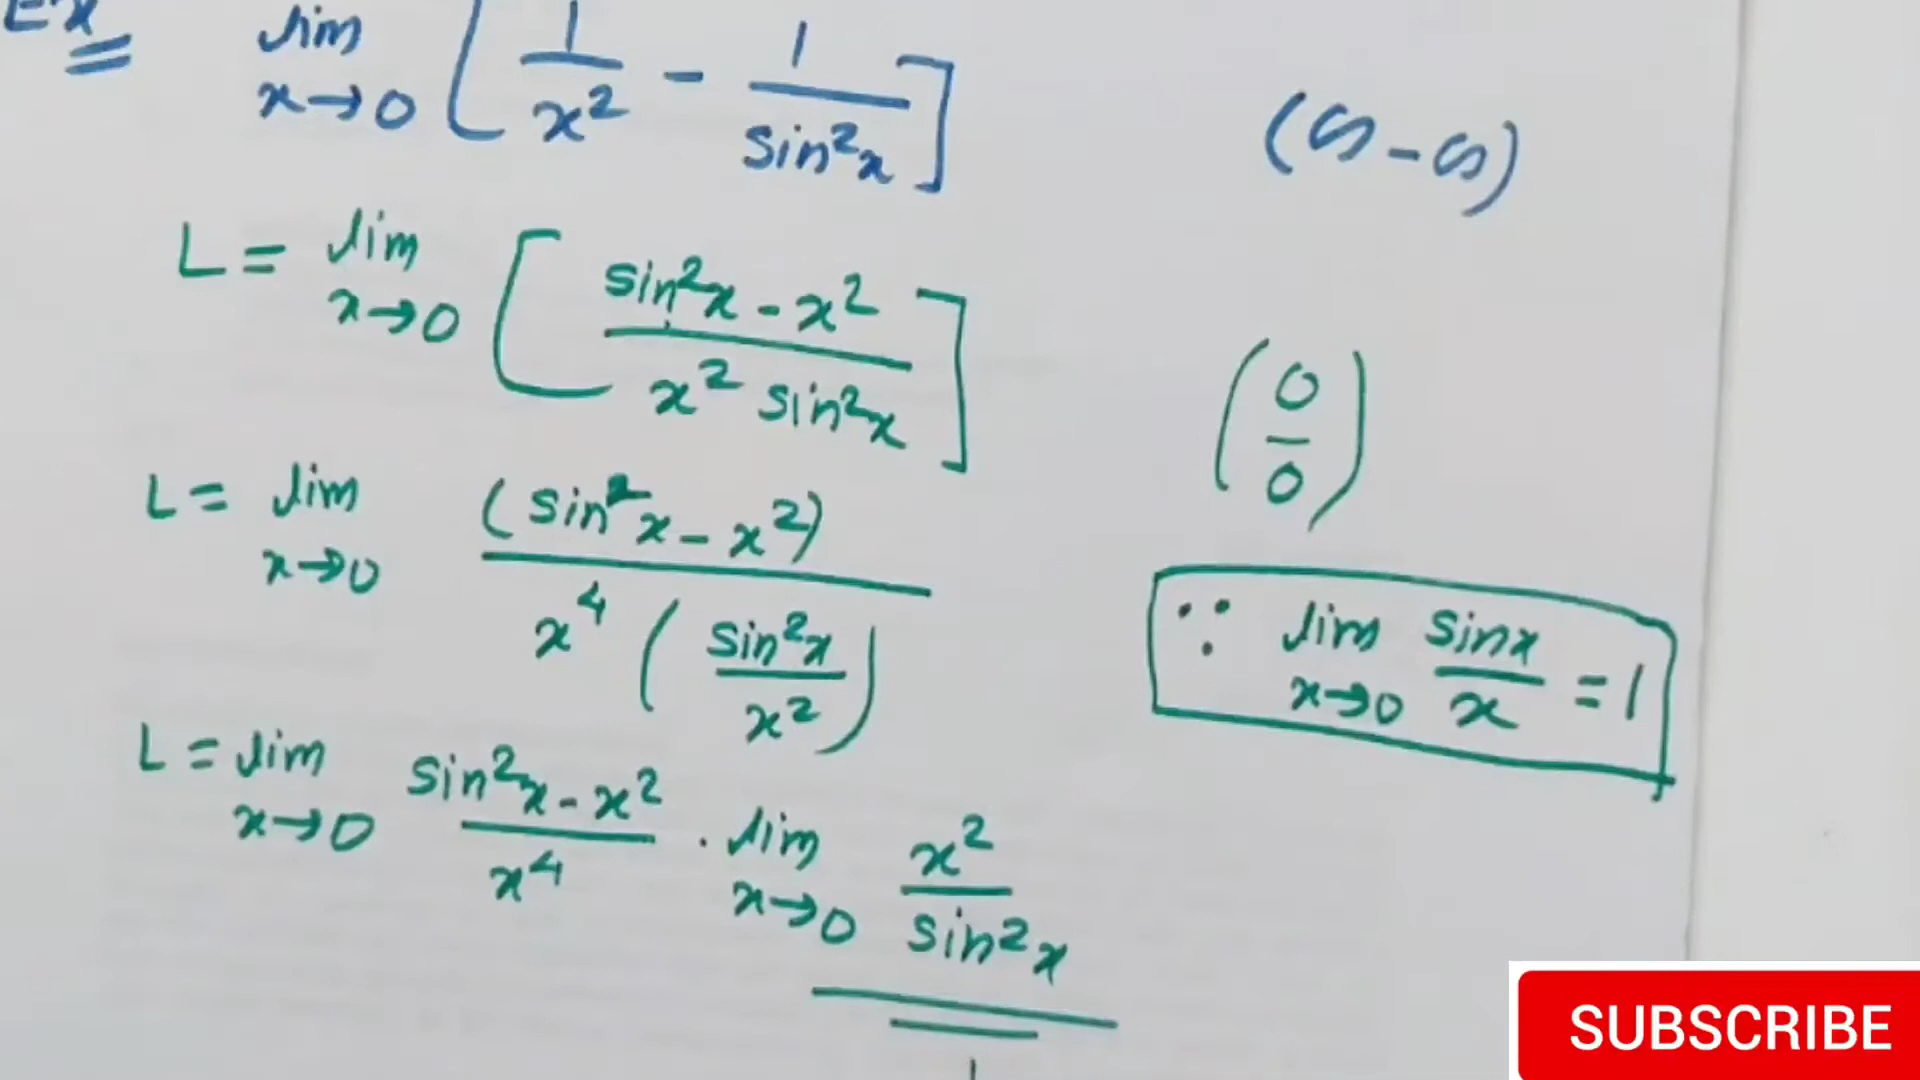 Ex lim x→0 [ 1/x² - 1/sin²x ] (∞ - ∞)
L = lim x→0 [ (sin²x - x²)/(x² sin²x) ] (0/0)
L = lim x→0 (sin²x - x²)/(x⁴ (sin²x/x²)) ∵ lim x→0 sinx/x = 1
L = lim x→0 (sin²x - x²)/x⁴ . lim x→0 x²/sin²x
1
SUBSCRIBE